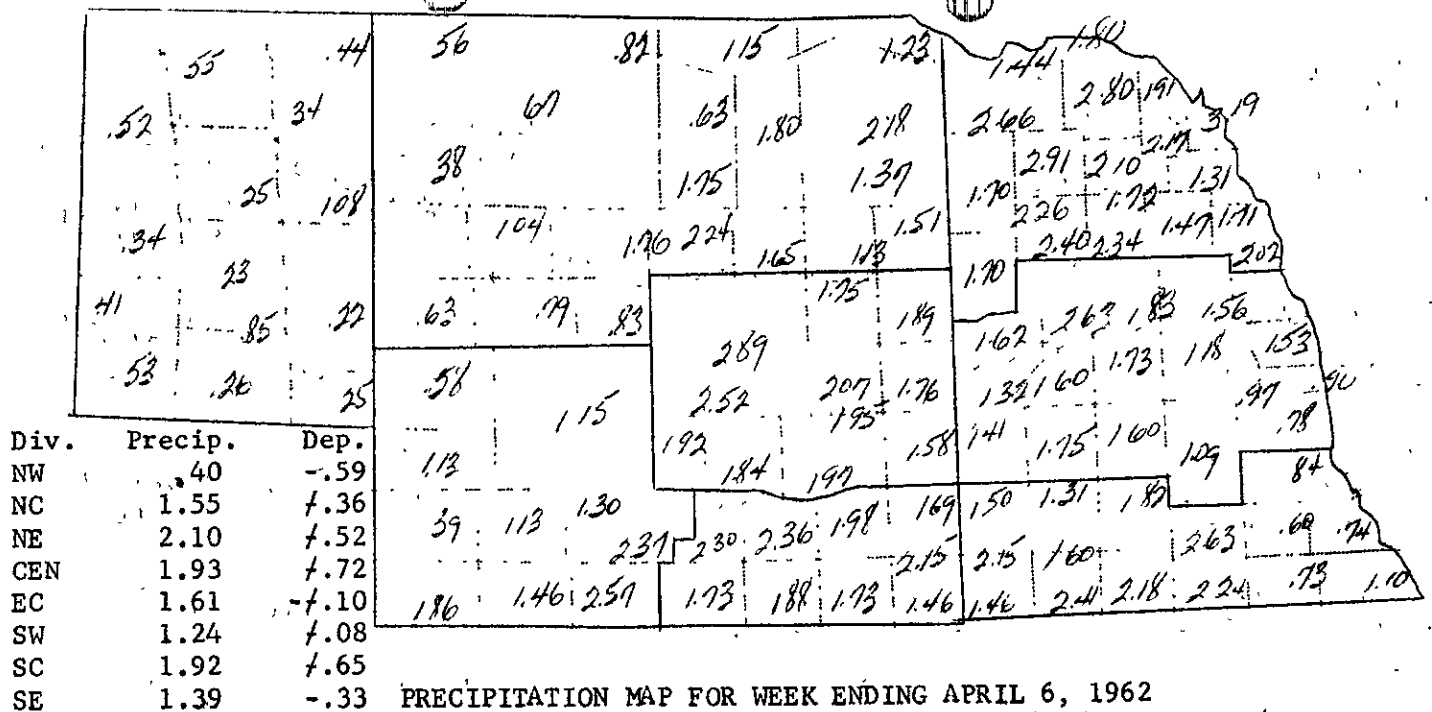 .44 56 .82 1.15 1.23 1.44 1.80
.55
.52 34 67 .63 1.80 2.18 2.66 2.80 1.91 3.19
38 1.75 1.37 1.70 2.91 2.10 2.17 1.31
25 108 1.04 1.76 2.24 1.65 1.13 1.51 2.26 1.72 1.47 1.71
.34 2.40 2.34 2.02
23 1.75 1.70
41 .85 .22 .63 .79 .83 1.89 1.62 2.63 1.83 1.56
2.89 1.73 1.18 1.53
.53 .26 25 .58 1.15 2.52 2.07 1.76 1.32 1.60 .97 .90
1.95 .78
1.13 1.92 1.84 1.97 1.58 1.41 1.75 1.60 1.09 84
39 1.13 1.30 2.37 2.30 2.36 1.98 1.69 1.50 1.31 1.82 2.63 .60 .74
2.15 2.15 1.60
1.86 1.46 2.57 1.73 1.88 1.73 1.46 1.46 2.41 2.18 2.24 .73 1.10
Div. Precip. Dep.
NW .40 -.59
NC 1.55 +.36
NE 2.10 +.52
CEN 1.93 +.72
EC 1.61 +.10
SW 1.24 +.08
SC 1.92 +.65
SE 1.39 -.33
PRECIPITATION MAP FOR WEEK ENDING APRIL 6, 1962